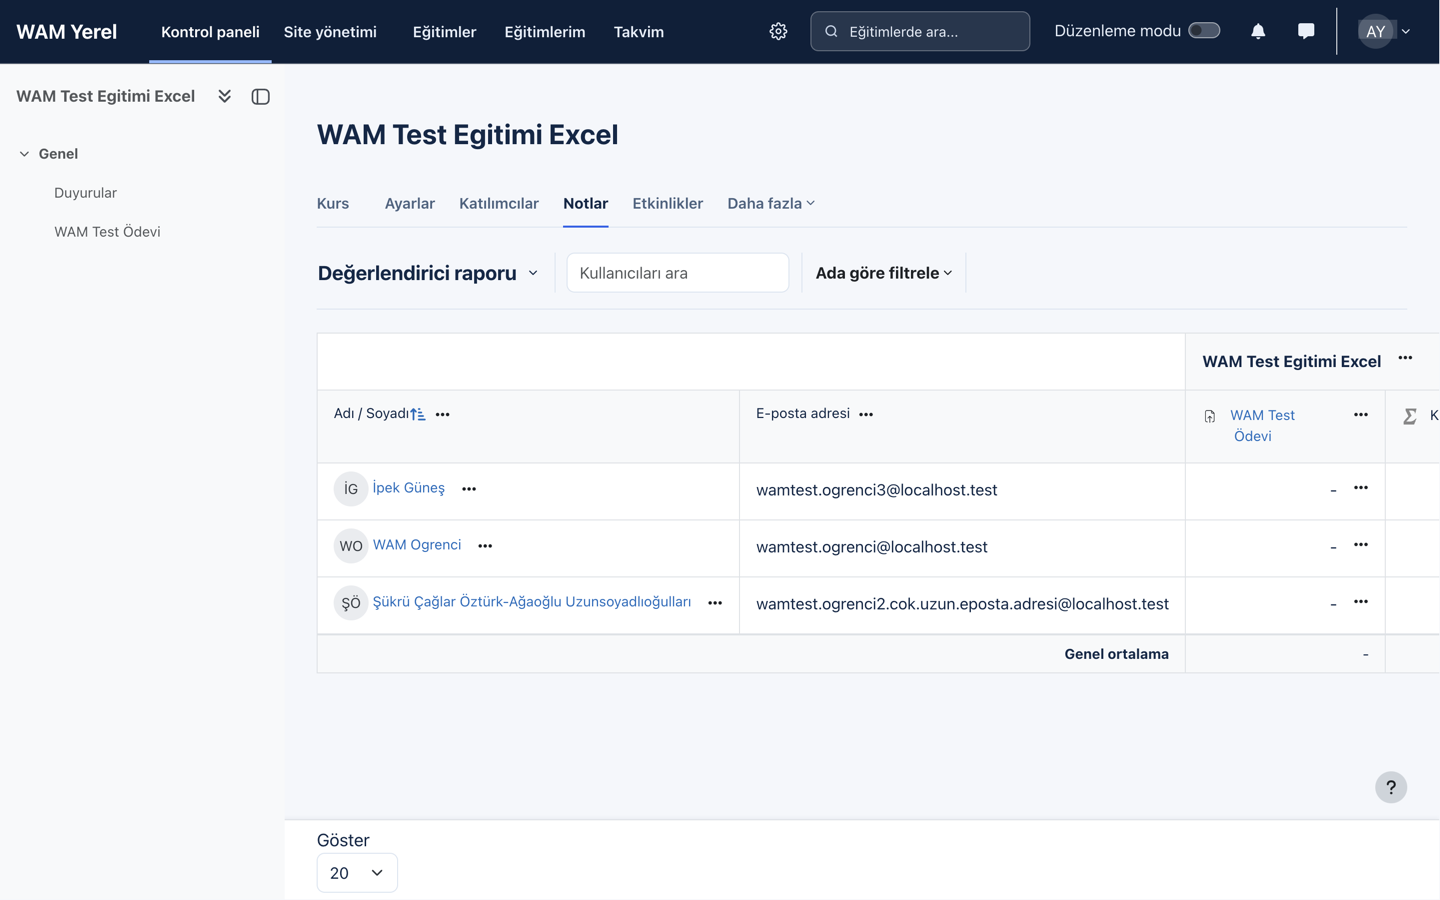 WAM Yerel Kontrol paneli Site yönetimi Eğitimler Eğitimlerim Takvim Eğitimlerde ara... Düzenleme modu AY
WAM Test Egitimi Excel
Genel
Duyurular
WAM Test Ödevi
WAM Test Egitimi Excel
Kurs Ayarlar Katılımcılar Notlar Etkinlikler Daha fazla
Değerlendirici raporu Kullanıcıları ara Ada göre filtrele
WAM Test Egitimi Excel ...
Adı / Soyadı ... E-posta adresi ... WAM Test ... Σ K
Ödevi
İG İpek Güneş ... wamtest.ogrenci3@localhost.test - ...
WO WAM Ogrenci ... wamtest.ogrenci@localhost.test - ...
ŞÖ Şükrü Çağlar Öztürk-Ağaoğlu Uzunsoyadlıoğulları ... wamtest.ogrenci2.cok.uzun.eposta.adresi@localhost.test - ...
Genel ortalama -
?
Göster
20